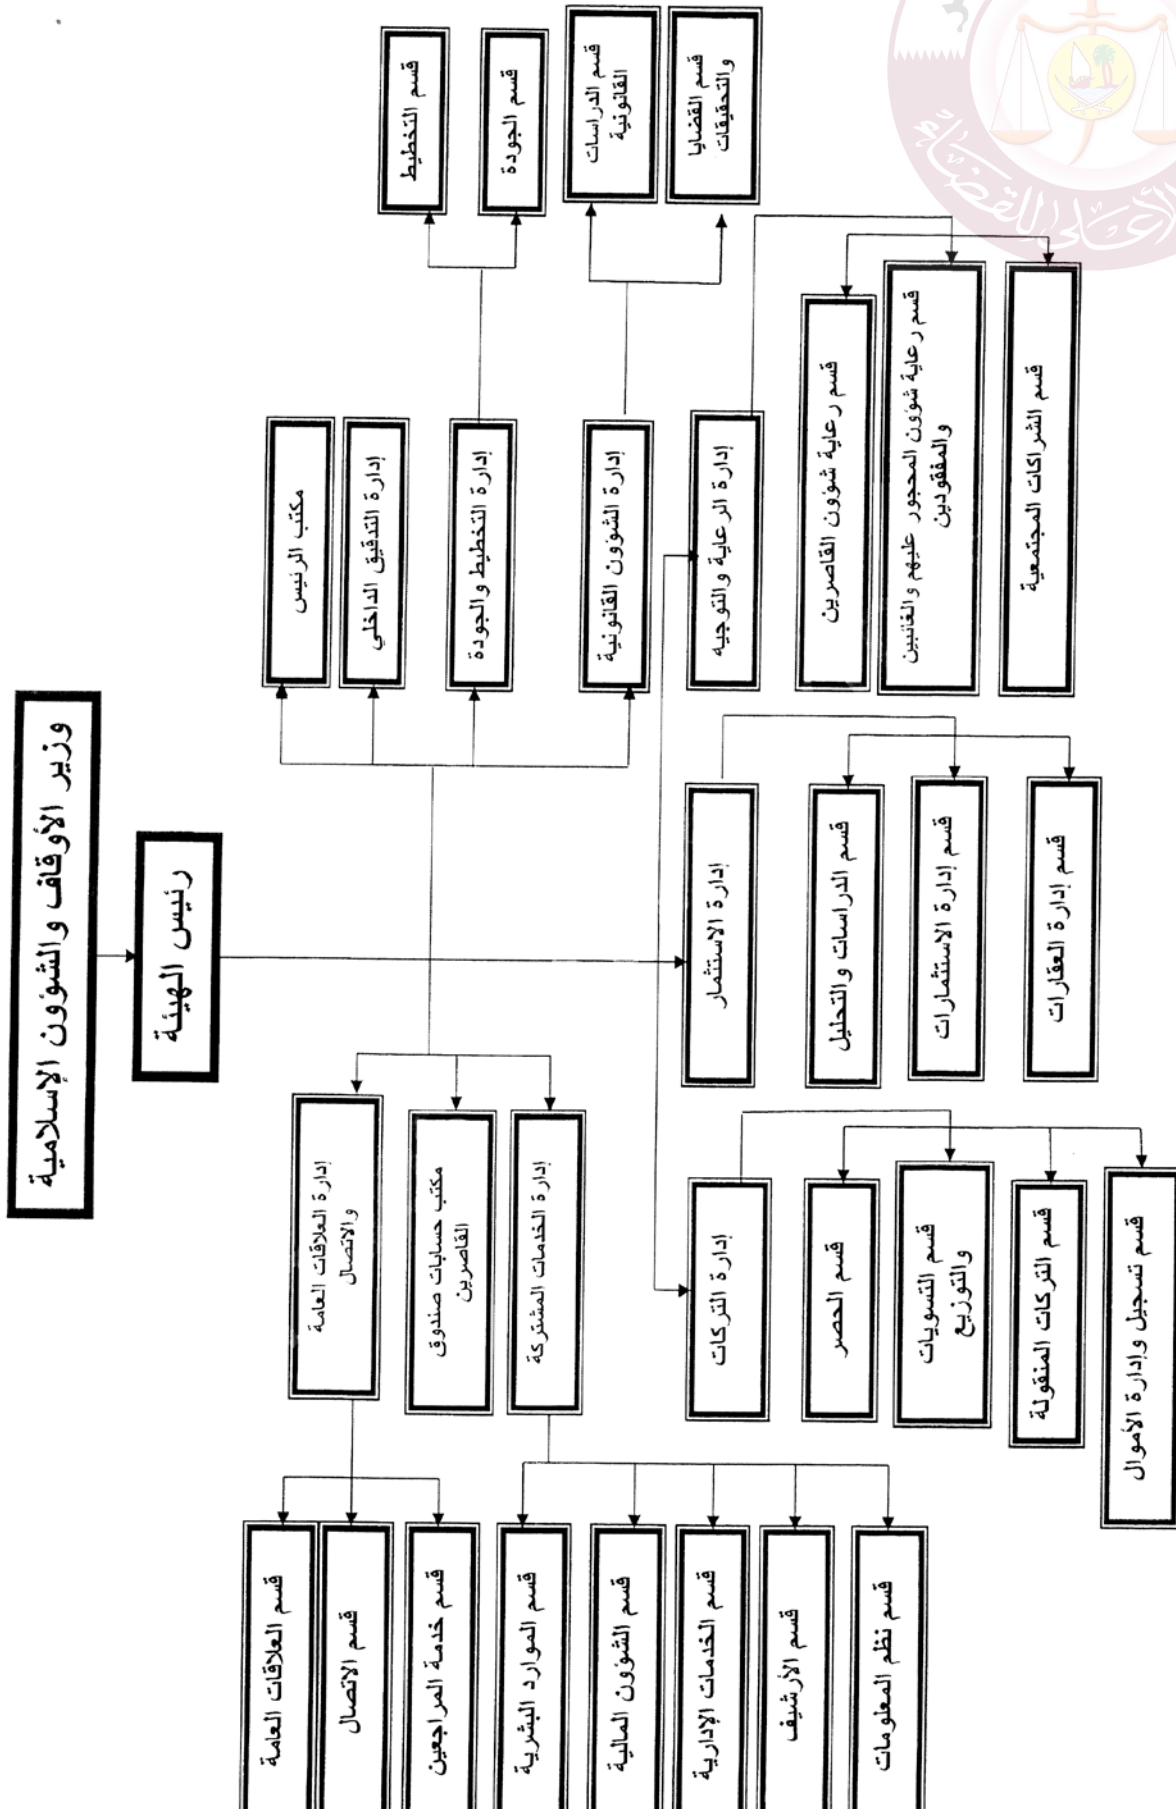 وزير الأوقاف والشؤون الإسلامية
رئيس الهيئة
مكتب الرئيس
إدارة التدقيق الداخلي
إدارة التخطيط والجودة
قسم التخطيط
قسم الجودة
إدارة الشؤون القانونية
قسم الدراسات
القانونية
قسم القضايا
والتحقيقات
إدارة العلاقات العامة
والاتصال
مكتب حسابات صندوق
القاصرين
إدارة الخدمات المشتركة
قسم العلاقات العامة
قسم الاتصال
قسم خدمة المراجعين
قسم الموارد البشرية
قسم الشؤون المالية
قسم الخدمات الإدارية
قسم الأرشيف
قسم نظم المعلومات
إدارة الرعاية والتوجيه
قسم رعاية شؤون القاصرين
قسم رعاية شؤون المحجور عليهم والغائبين
والمفقودين
قسم الشراكات المجتمعية
إدارة الاستثمار
قسم الدراسات والتحليل
قسم إدارة الاستثمارات
قسم إدارة العقارات
إدارة التركات
قسم الحصر
قسم التسويات
والتوزيع
قسم التركات المنقولة
قسم تسجيل وإدارة الأموال
الأعلى للقضاء